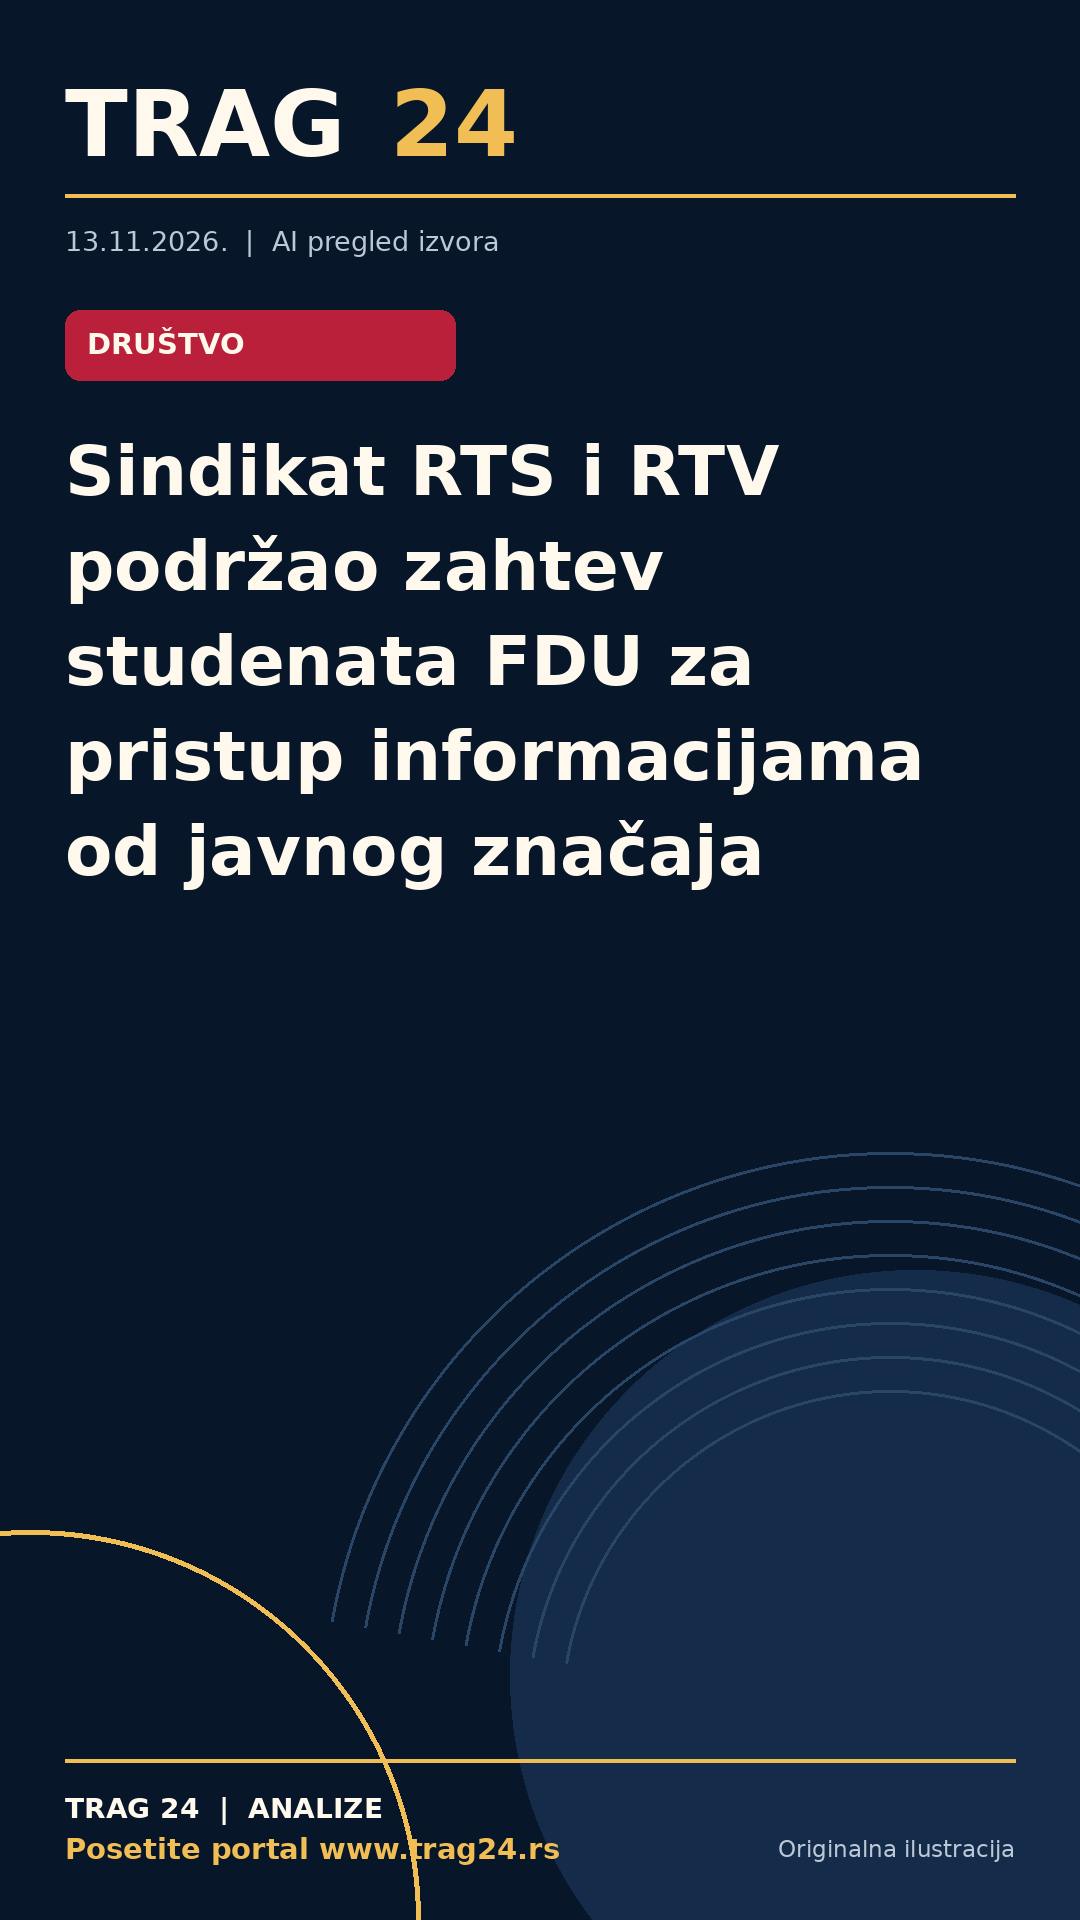 TRAG 24
13.11.2026. | AI pregled izvora
DRUŠTVO
Sindikat RTS i RTV
podržao zahtev
studenata FDU za
pristup informacijama
od javnog značaja
TRAG 24 | ANALIZE
Posetite portal www.trag24.rs
Originalna ilustracija